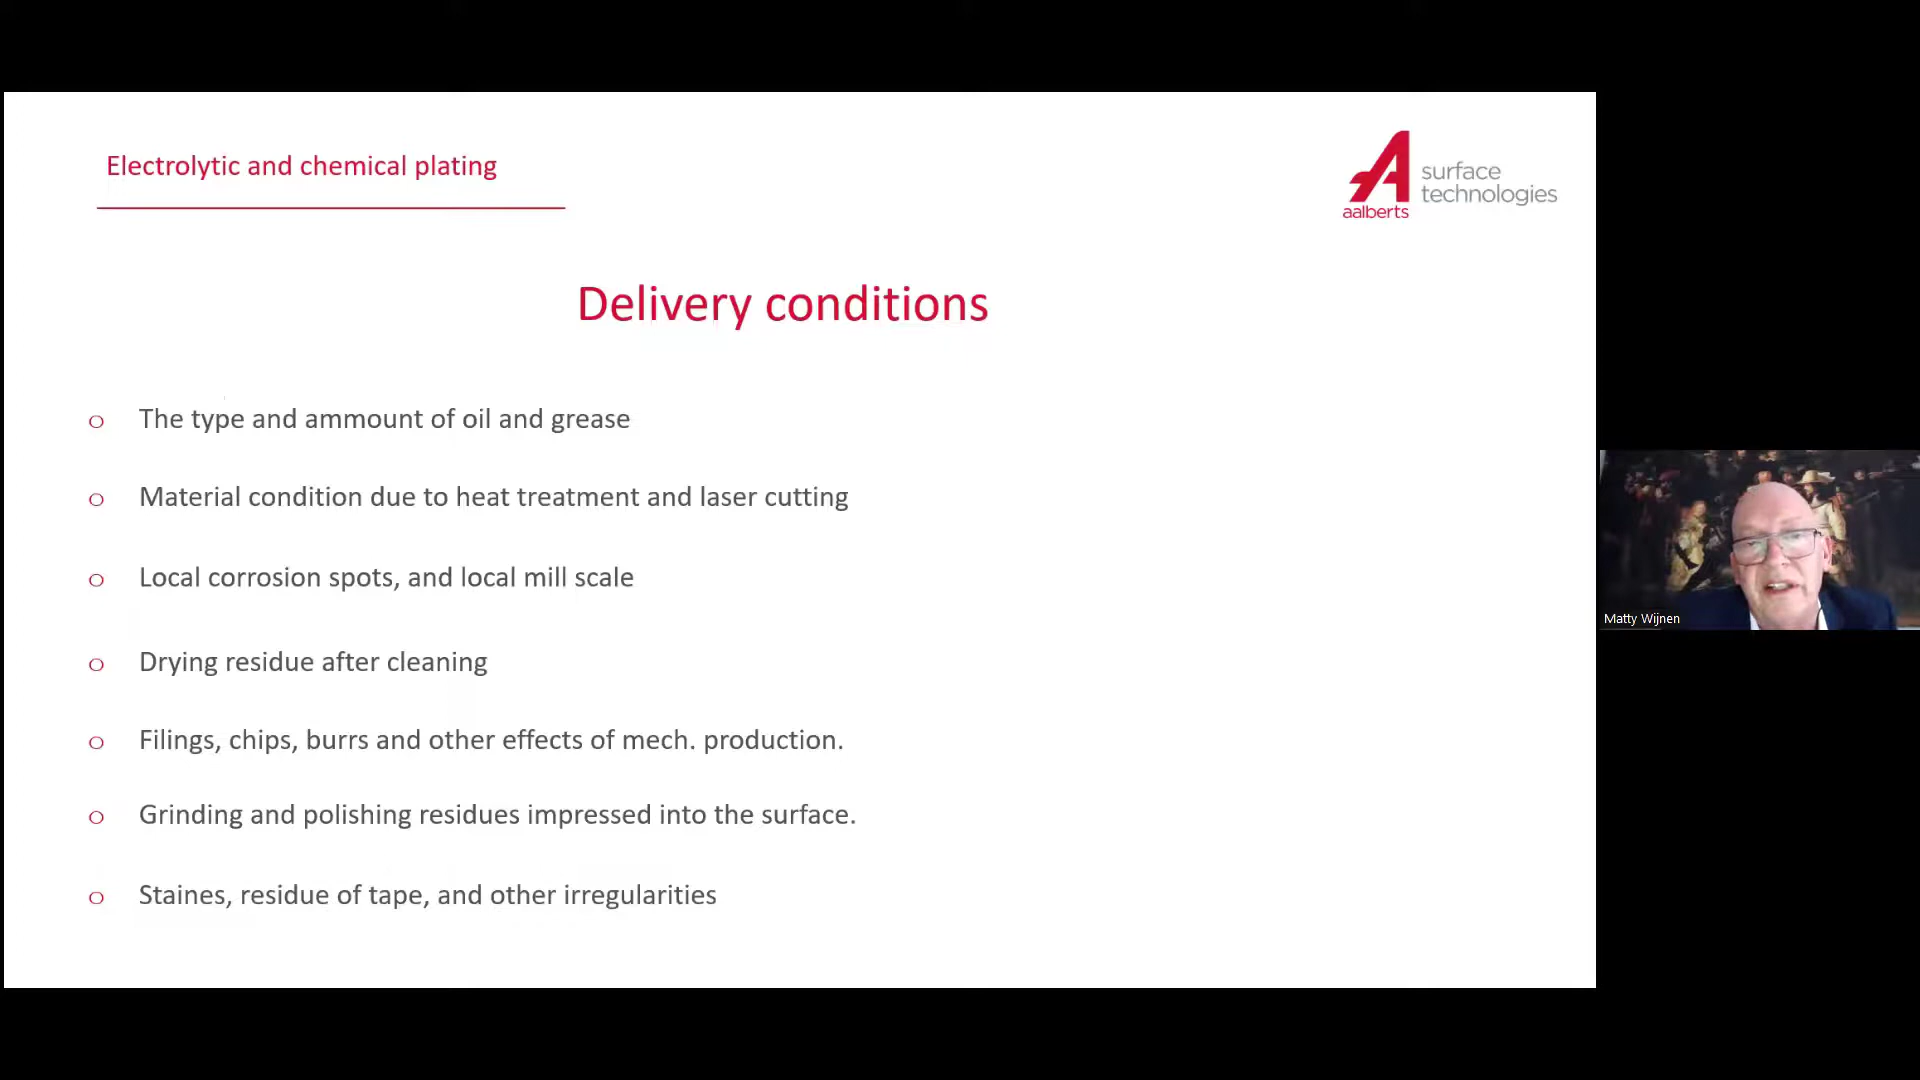 Electrolytic and chemical plating
surface
technologies
aalberts
Delivery conditions
o The type and ammount of oil and grease
o Material condition due to heat treatment and laser cutting
o Local corrosion spots, and local mill scale
o Drying residue after cleaning
o Filings, chips, burrs and other effects of mech. production.
o Grinding and polishing residues impressed into the surface.
o Staines, residue of tape, and other irregularities
Matty Wijnen